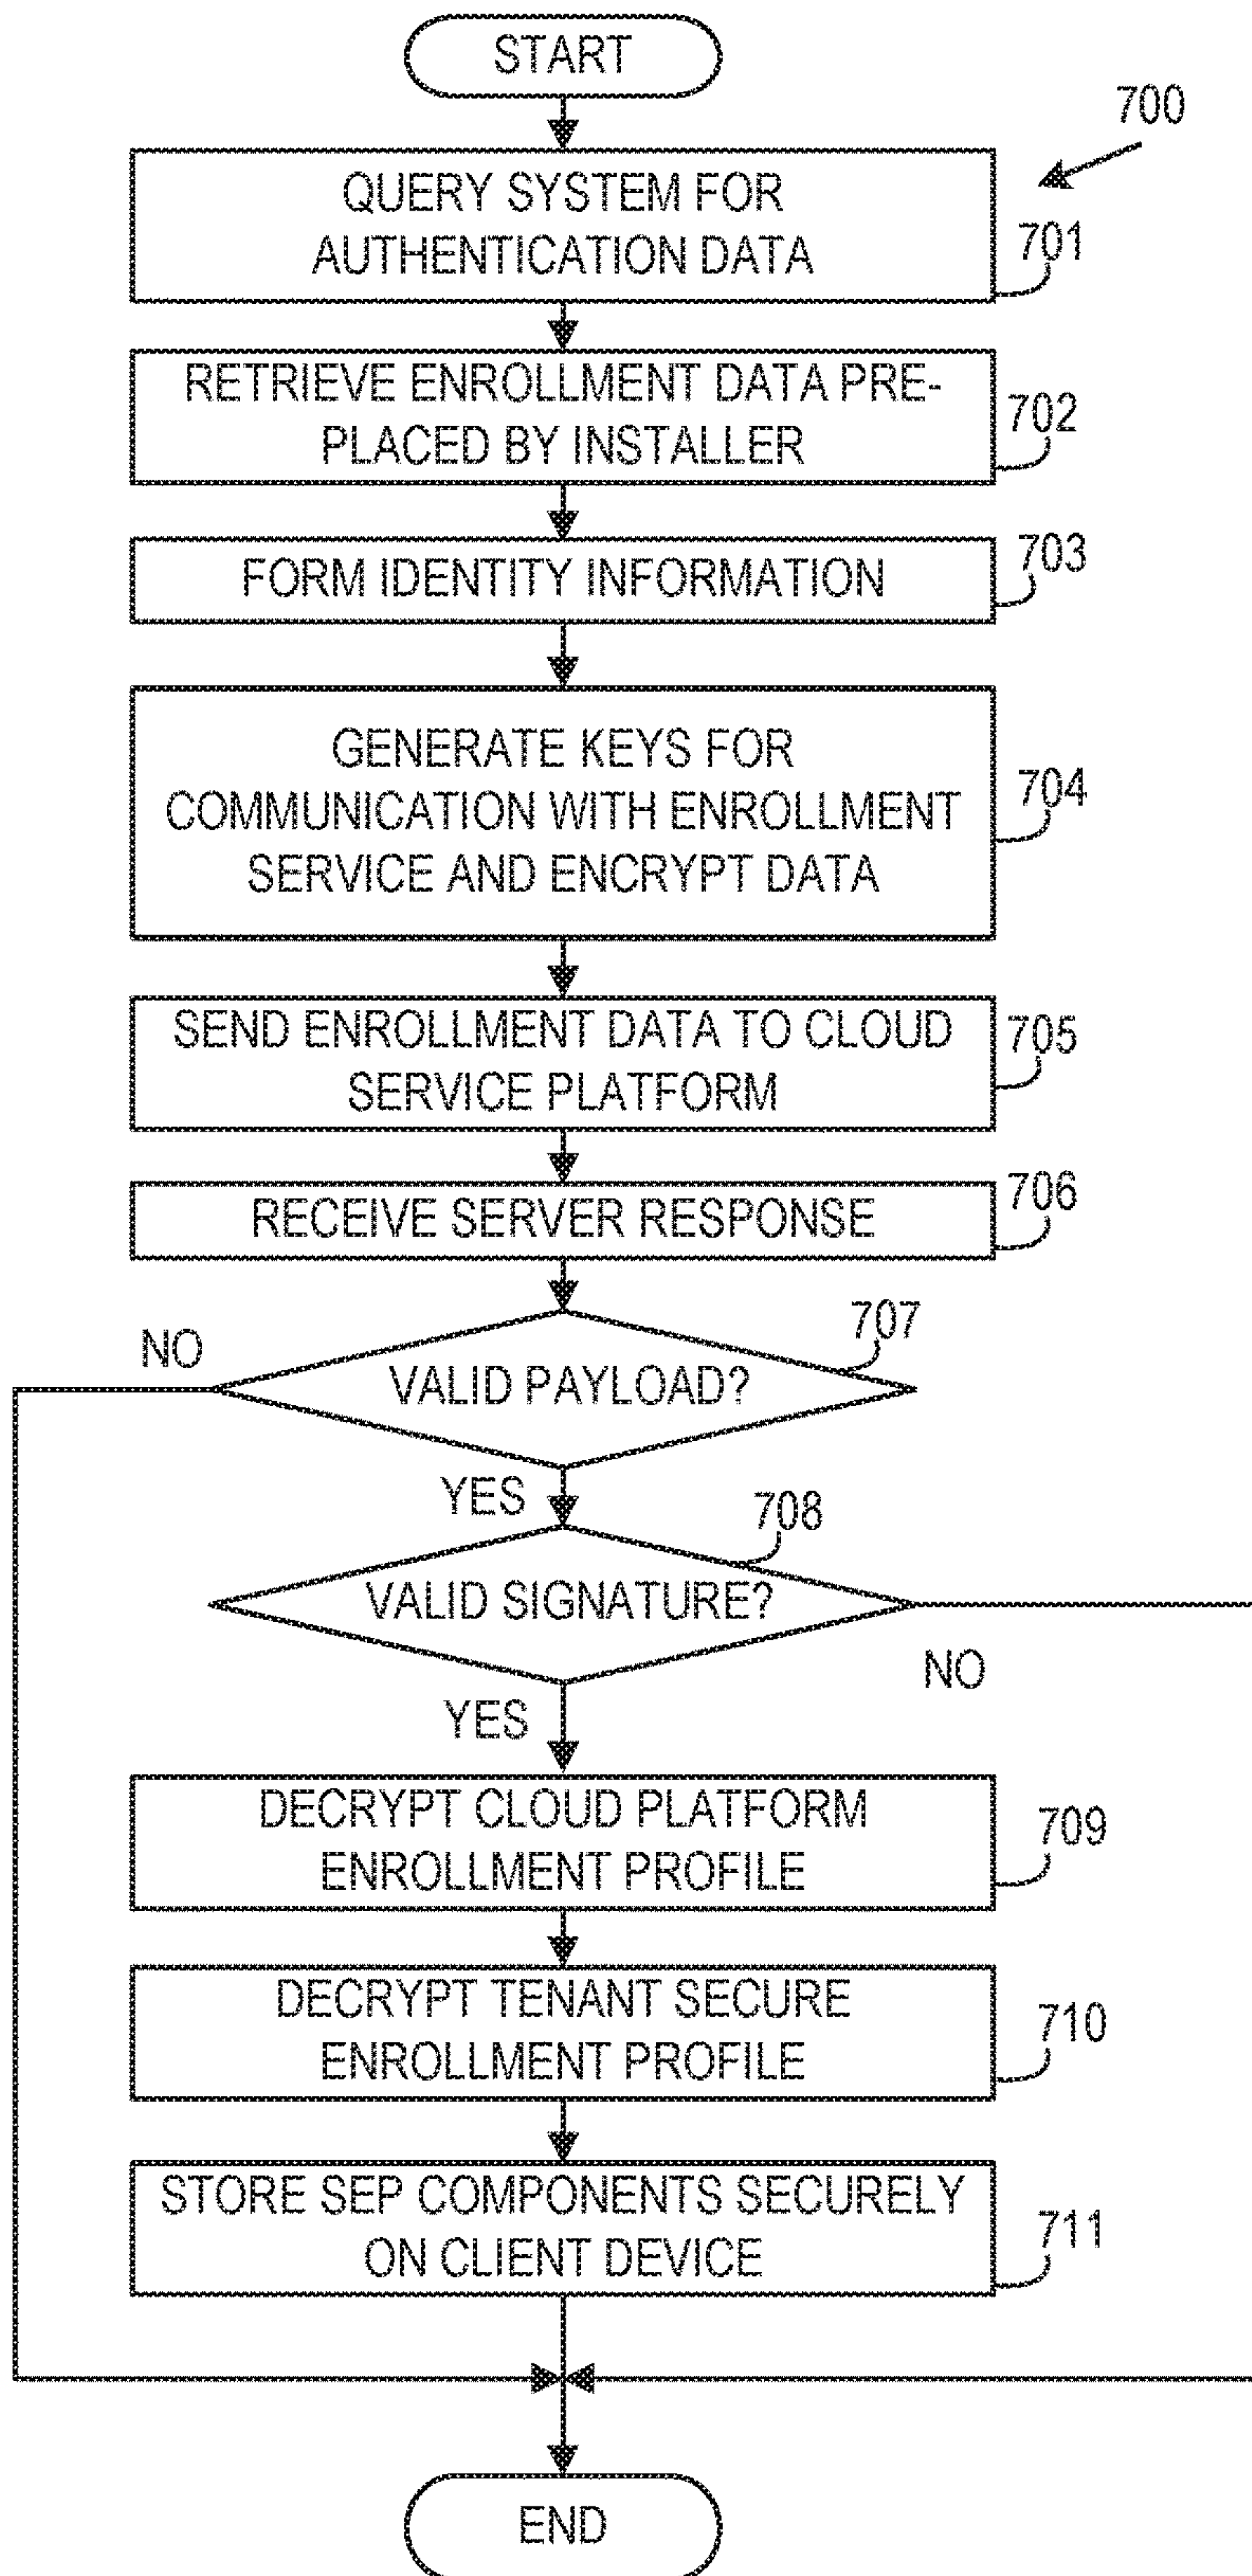 START
700
QUERY SYSTEM FOR
AUTHENTICATION DATA
701
RETRIEVE ENROLLMENT DATA PRE-
PLACED BY INSTALLER
702
FORM IDENTITY INFORMATION
703
GENERATE KEYS FOR
COMMUNICATION WITH ENROLLMENT
SERVICE AND ENCRYPT DATA
704
SEND ENROLLMENT DATA TO CLOUD
SERVICE PLATFORM
705
RECEIVE SERVER RESPONSE
706
707
NO
VALID PAYLOAD?
YES
708
VALID SIGNATURE?
NO
YES
DECRYPT CLOUD PLATFORM
ENROLLMENT PROFILE
709
DECRYPT TENANT SECURE
ENROLLMENT PROFILE
710
STORE SEP COMPONENTS SECURELY
ON CLIENT DEVICE
711
END